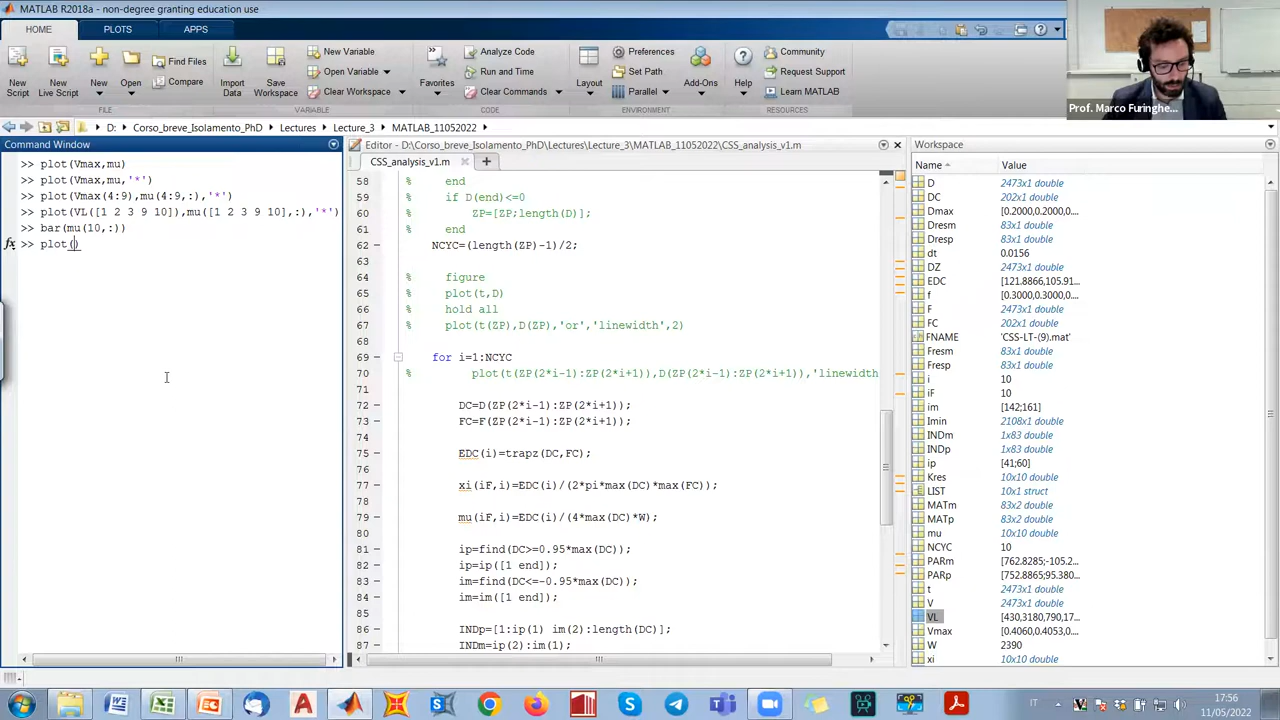 MATLAB R2018a - non-degree granting education use
HOME PLOTS APPS
New Script
New Live Script
New
Open
Find Files
Compare
FILE
Import Data
Save Workspace
New Variable
Open Variable
Clear Workspace
VARIABLE
Favorites
Analyze Code
Run and Time
Clear Commands
CODE
Layout
Preferences
Set Path
Parallel
Add-Ons
ENVIRONMENT
Help
Community
Request Support
Learn MATLAB
RESOURCES
Prof. Marco Furinghe...
D: Corso_breve_Isolamento_PhD Lectures Lecture_3 MATLAB_11052022
Command Window
>> plot(Vmax,mu)
>> plot(Vmax,mu,'*')
>> plot(Vmax(4:9),mu(4:9,:),'*')
>> plot(VL([1 2 3 9 10]),mu([1 2 3 9 10],:),'*')
>> bar(mu(10,:))
fx >> plot()
Editor - D:\Corso_breve_Isolamento_PhD\Lectures\Lecture_3\MATLAB_11052022\CSS_analysis_v1.m
CSS_analysis_v1.m
58 % end
59 % if D(end)<=0
60 % ZP=[ZP;length(D)];
61 % end
62 NCYC=(length(ZP)-1)/2;
63
64 % figure
65 % plot(t,D)
66 % hold all
67 % plot(t(ZP),D(ZP),'or','linewidth',2)
68
69 for i=1:NCYC
70 % plot(t(ZP(2*i-1):ZP(2*i+1)),D(ZP(2*i-1):ZP(2*i+1)),'linewidth
71
72 DC=D(ZP(2*i-1):ZP(2*i+1));
73 FC=F(ZP(2*i-1):ZP(2*i+1));
74
75 EDC(i)=trapz(DC,FC);
76
77 xi(iF,i)=EDC(i)/(2*pi*max(DC)*max(FC));
78
79 mu(iF,i)=EDC(i)/(4*max(DC)*W);
80
81 ip=find(DC>=0.95*max(DC));
82 ip=ip([1 end]);
83 im=find(DC<=-0.95*max(DC));
84 im=im([1 end]);
85
86 INDp=[1:ip(1) im(2):length(DC)];
87 INDm=ip(2):im(1);
Workspace
Name Value
D 2473x1 double
DC 202x1 double
Dmax [0.2000,0.2000,0...
Dresm 83x1 double
Dresp 83x1 double
dt 0.0156
DZ 2473x1 double
EDC [121.8866,105.91...
f [0.3000,0.3000,0...
F 2473x1 double
FC 202x1 double
FNAME 'CSS-LT-(9).mat'
Fresm 83x1 double
Fresp 83x1 double
i 10
iF 10
im [142;161]
Imin 2108x1 double
INDm 1x83 double
INDp 1x83 double
ip [41;60]
Kres 10x10 double
LIST 10x1 struct
MATm 83x2 double
MATp 83x2 double
mu 10x10 double
NCYC 10
PARm [762.8285;-105.2...
PARp [752.8865;95.380...
t 2473x1 double
V 2473x1 double
VL [430,3180,790,17...
Vmax [0.4060,0.4053,0...
W 2390
xi 10x10 double
IT
17:56
11/05/2022